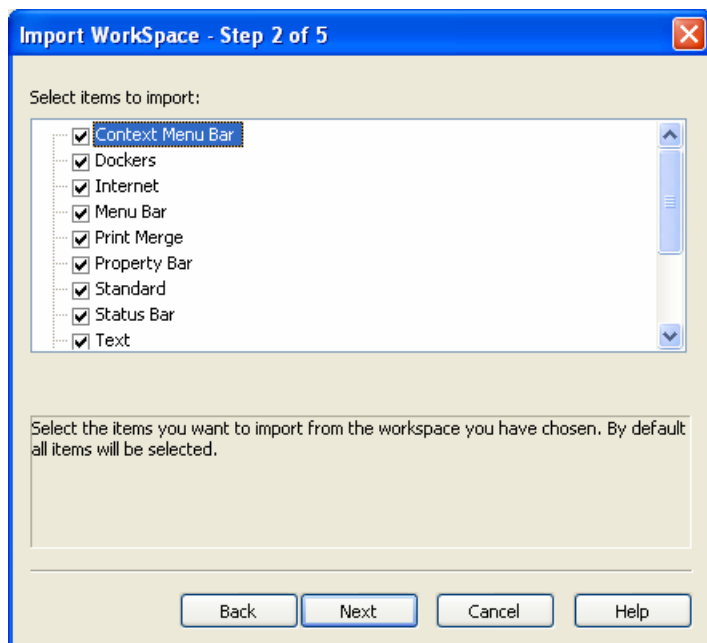 Import WorkSpace - Step 2 of 5
Select items to import:
Context Menu Bar
Dockers
Internet
Menu Bar
Print Merge
Property Bar
Standard
Status Bar
Text
Select the items you want to import from the workspace you have chosen. By default
all items will be selected.
Back Next Cancel Help